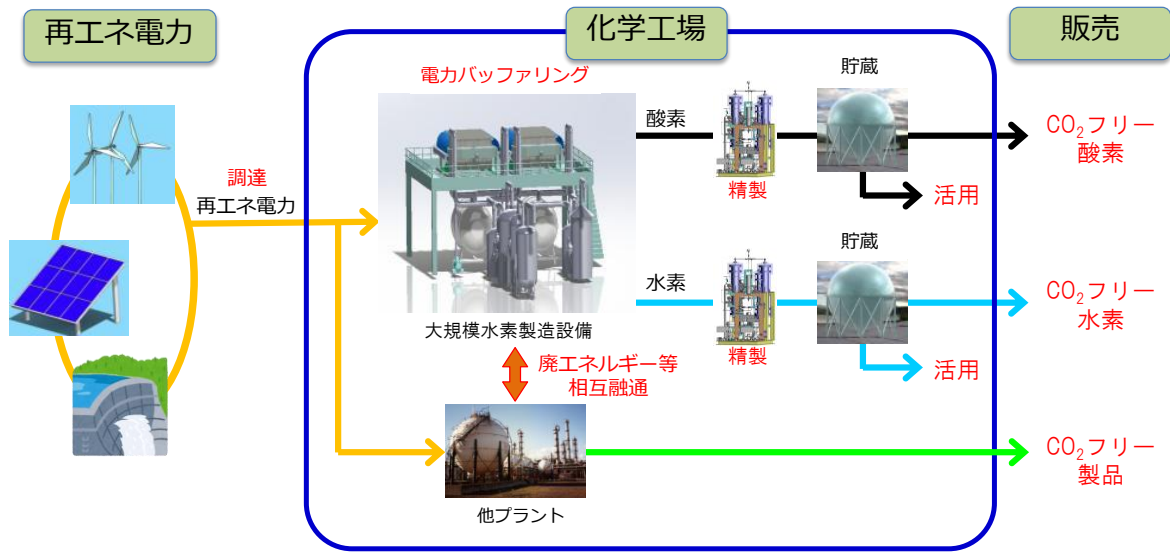 再エネ電力
化学工場
販売
電力バッファリング
貯蔵
酸素
CO₂フリー
酸素
精製
活用
調達
再エネ電力
貯蔵
水素
CO₂フリー
水素
大規模水素製造設備
精製
活用
廃エネルギー等
相互融通
CO₂フリー
製品
他プラント